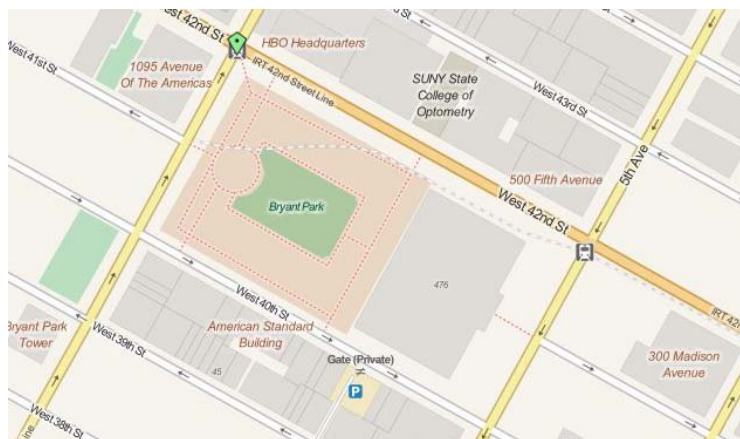 West 42nd St
West 41st St
1095 Avenue
Of The Americas
HBO Headquarters
IRT 42nd Street Line
SUNY State
College of
Optometry
West 43rd St
5th Ave
500 Fifth Avenue
West 42nd St
Bryant Park
476
West 40th St
American Standard
Building
Bryant Park
Tower
West 39th St
45
Gate (Private)
P
300 Madison
Avenue
West 38th St